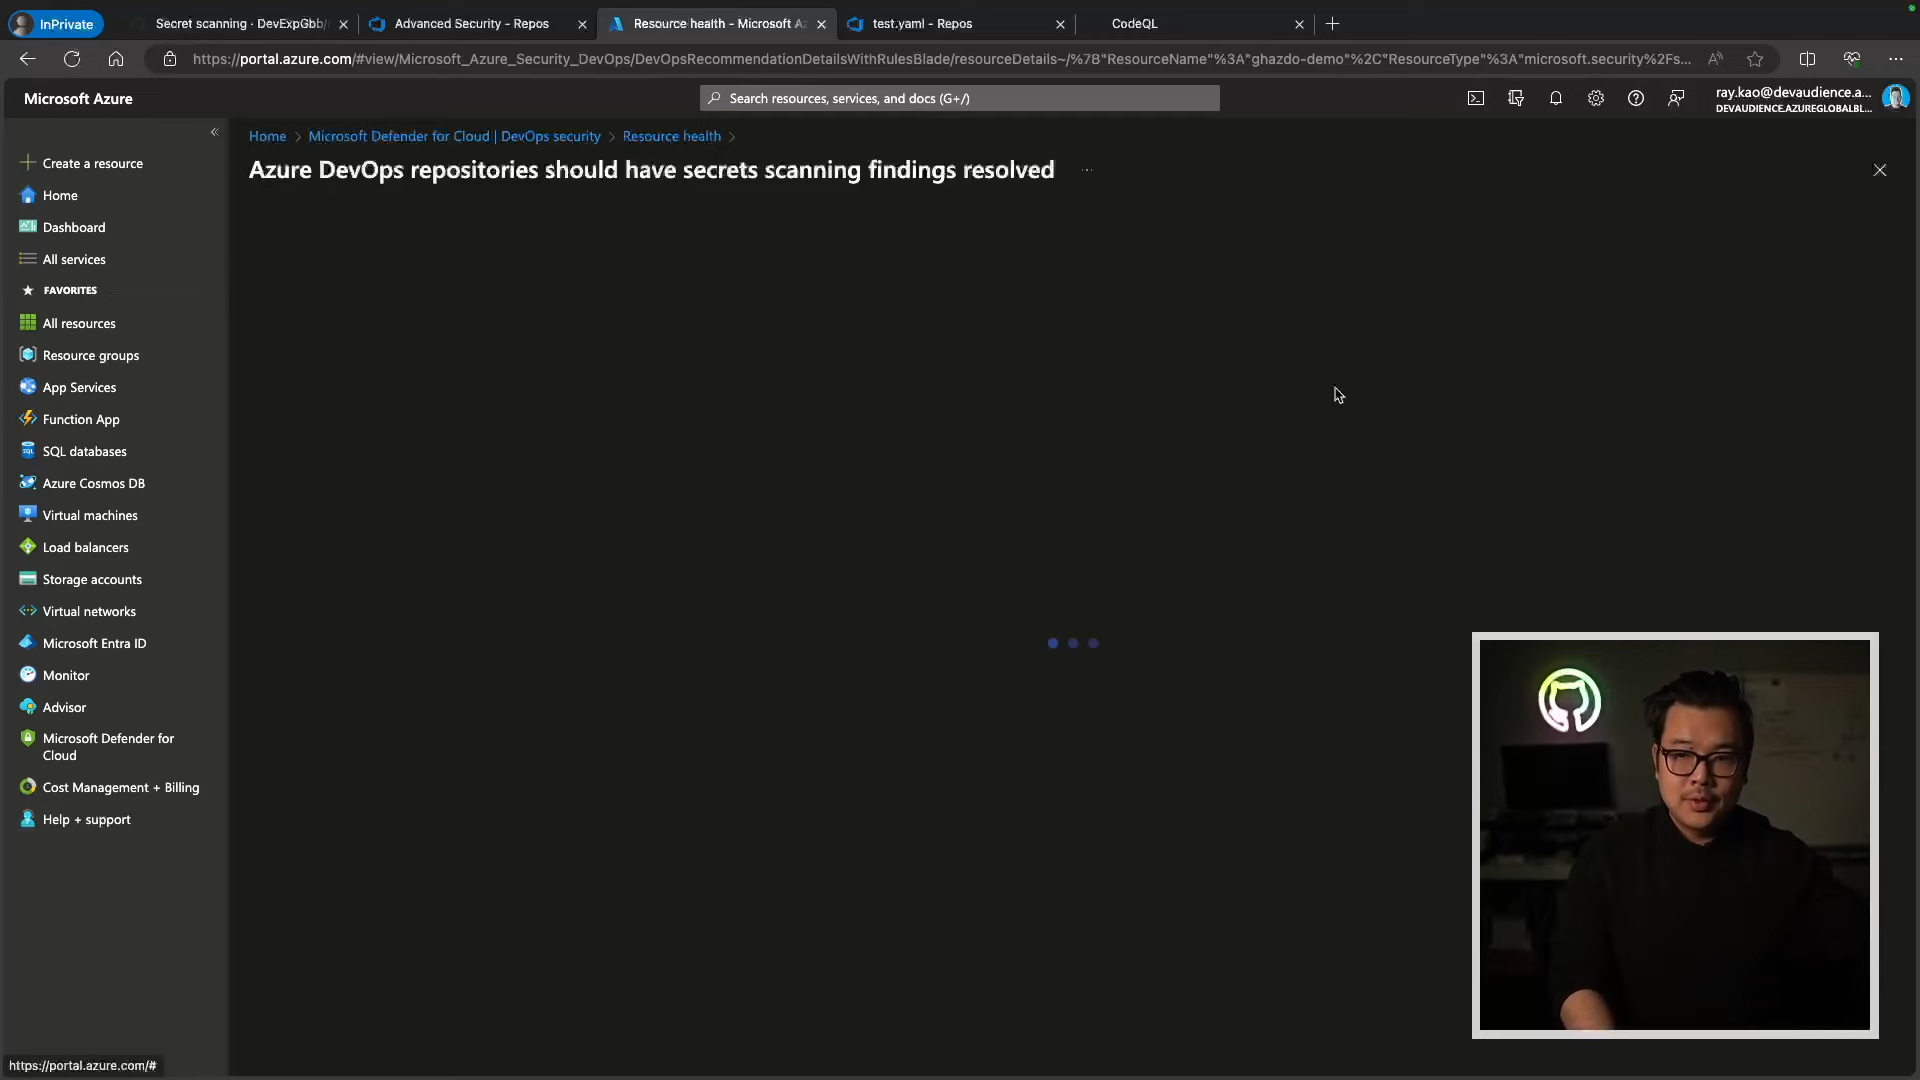 InPrivate
Secret scanning · DevExpGbb/
Advanced Security - Repos
Resource health - Microsoft Az
test.yaml - Repos
CodeQL
https://portal.azure.com/#view/Microsoft_Azure_Security_DevOps/DevOpsRecommendationDetailsWithRulesBlade/resourceDetails~/%7B"ResourceName"%3A"ghazdo-demo"%2C"ResourceType"%3A"microsoft.security%2Fs...
Microsoft Azure
Search resources, services, and docs (G+/)
ray.kao@devaudience.a...
DEVAUDIENCE.AZUREGLOBALBL...
Home > Microsoft Defender for Cloud | DevOps security > Resource health >
Azure DevOps repositories should have secrets scanning findings resolved ...
Create a resource
Home
Dashboard
All services
FAVORITES
All resources
Resource groups
App Services
Function App
SQL databases
Azure Cosmos DB
Virtual machines
Load balancers
Storage accounts
Virtual networks
Microsoft Entra ID
Monitor
Advisor
Microsoft Defender for
Cloud
Cost Management + Billing
Help + support
https://portal.azure.com/#